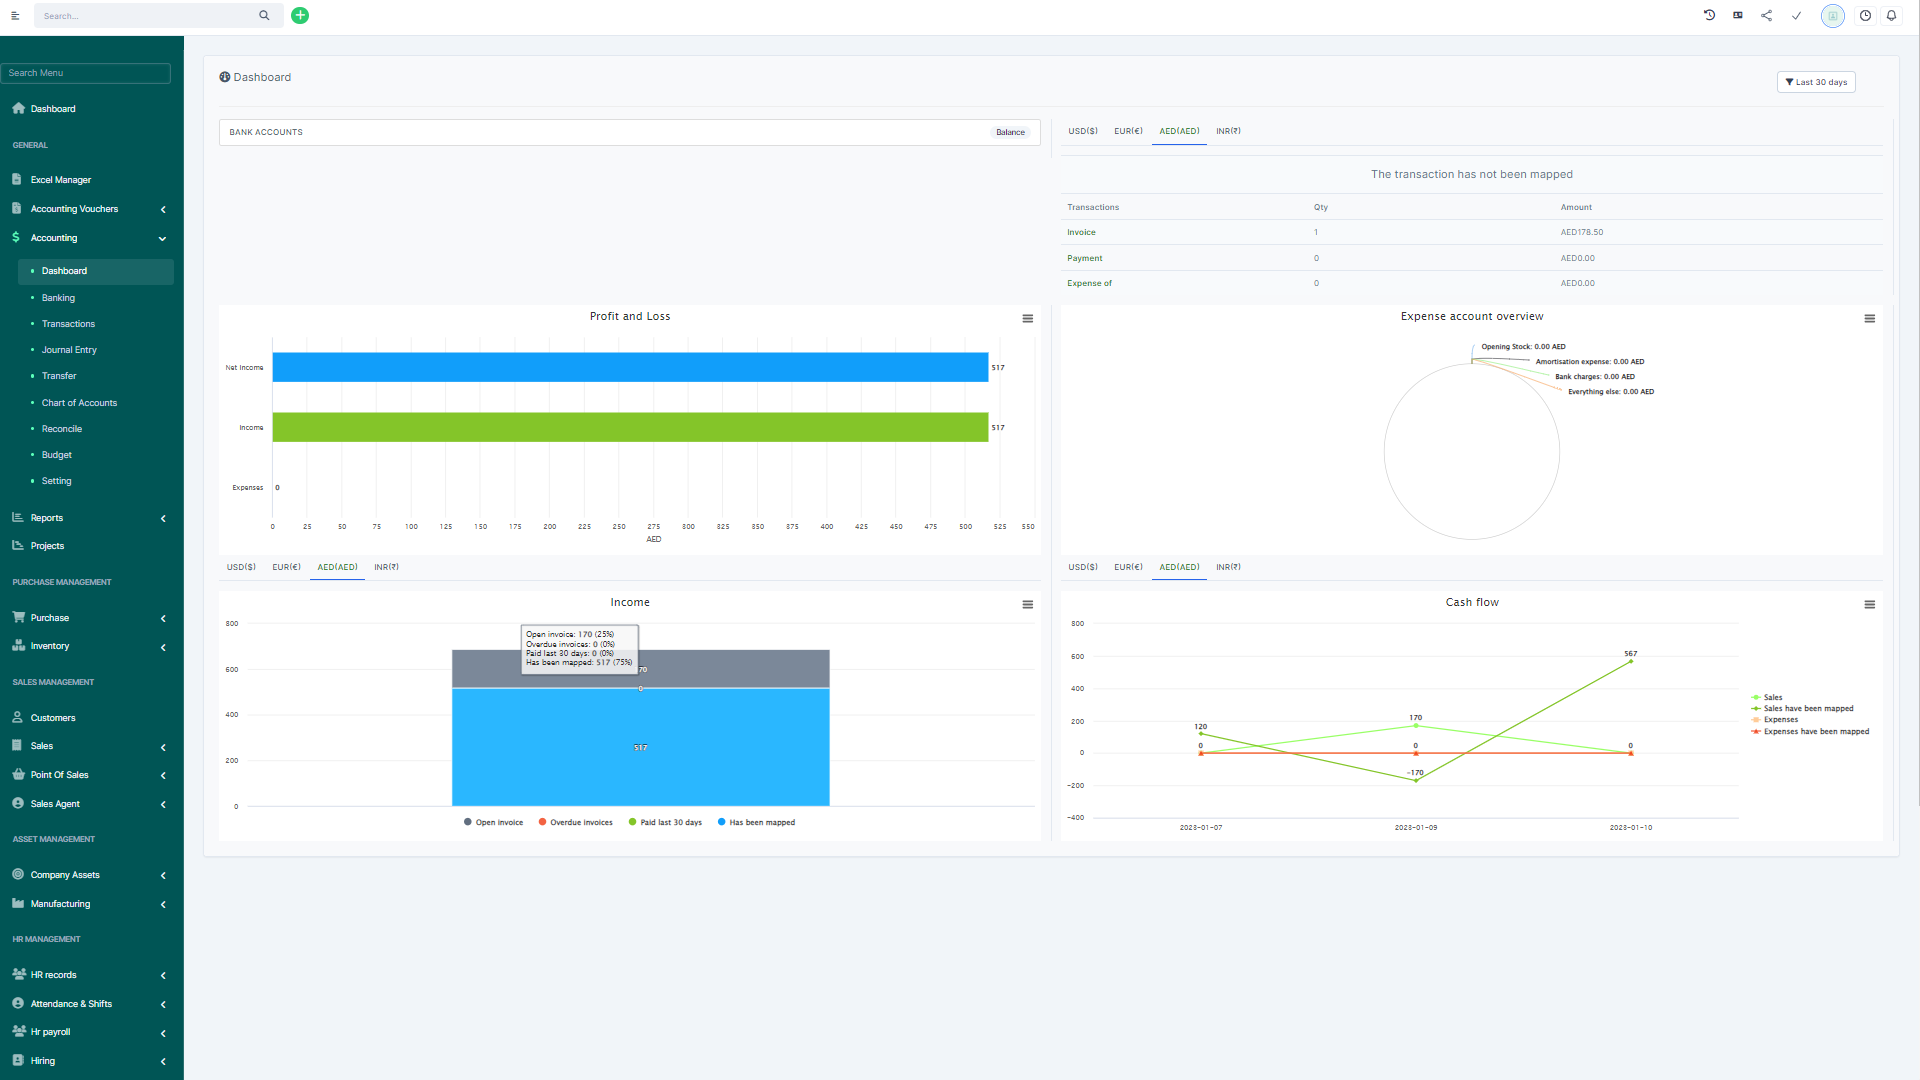 Search...
Search Menu
Dashboard
GENERAL
Excel Manager
Accounting Vouchers
Accounting
Dashboard
Banking
Transactions
Journal Entry
Transfer
Chart of Accounts
Reconcile
Budget
Setting
Reports
Projects
PURCHASE MANAGEMENT
Purchase
Inventory
SALES MANAGEMENT
Customers
Sales
Point Of Sales
Sales Agent
ASSET MANAGEMENT
Company Assets
Manufacturing
HR MANAGEMENT
HR records
Attendance & Shifts
Hr payroll
Hiring
Dashboard
Last 30 days
BANK ACCOUNTS Balance
USD($) EUR(€) AED(AED) INR(₹)
The transaction has not been mapped
Transactions Qty Amount
Invoice 1 AED178.50
Payment 0 AED0.00
Expense of 0 AED0.00
Profit and Loss
Net Income 517
Income 517
Expenses 0
0 25 50 75 100 125 150 175 200 225 250 275 300 325 350 375 400 425 450 475 500 525 550
AED
Expense account overview
Opening Stock: 0.00 AED
Amortisation expense: 0.00 AED
Bank charges: 0.00 AED
Everything else: 0.00 AED
USD($) EUR(€) AED(AED) INR(₹)
Income
800
600
400
200
0
Open invoice: 170 (25%)
Overdue invoices: 0 (0%)
Paid last 30 days: 0 (0%)
Has been mapped: 517 (75%)
70
0
517
Open invoice Overdue invoices Paid last 30 days Has been mapped
USD($) EUR(€) AED(AED) INR(₹)
Cash flow
800
600
400
200
0
-200
-400
120
0
170
0
-170
567
0
2023-01-07 2023-01-09 2023-01-10
Sales
Sales have been mapped
Expenses
Expenses have been mapped